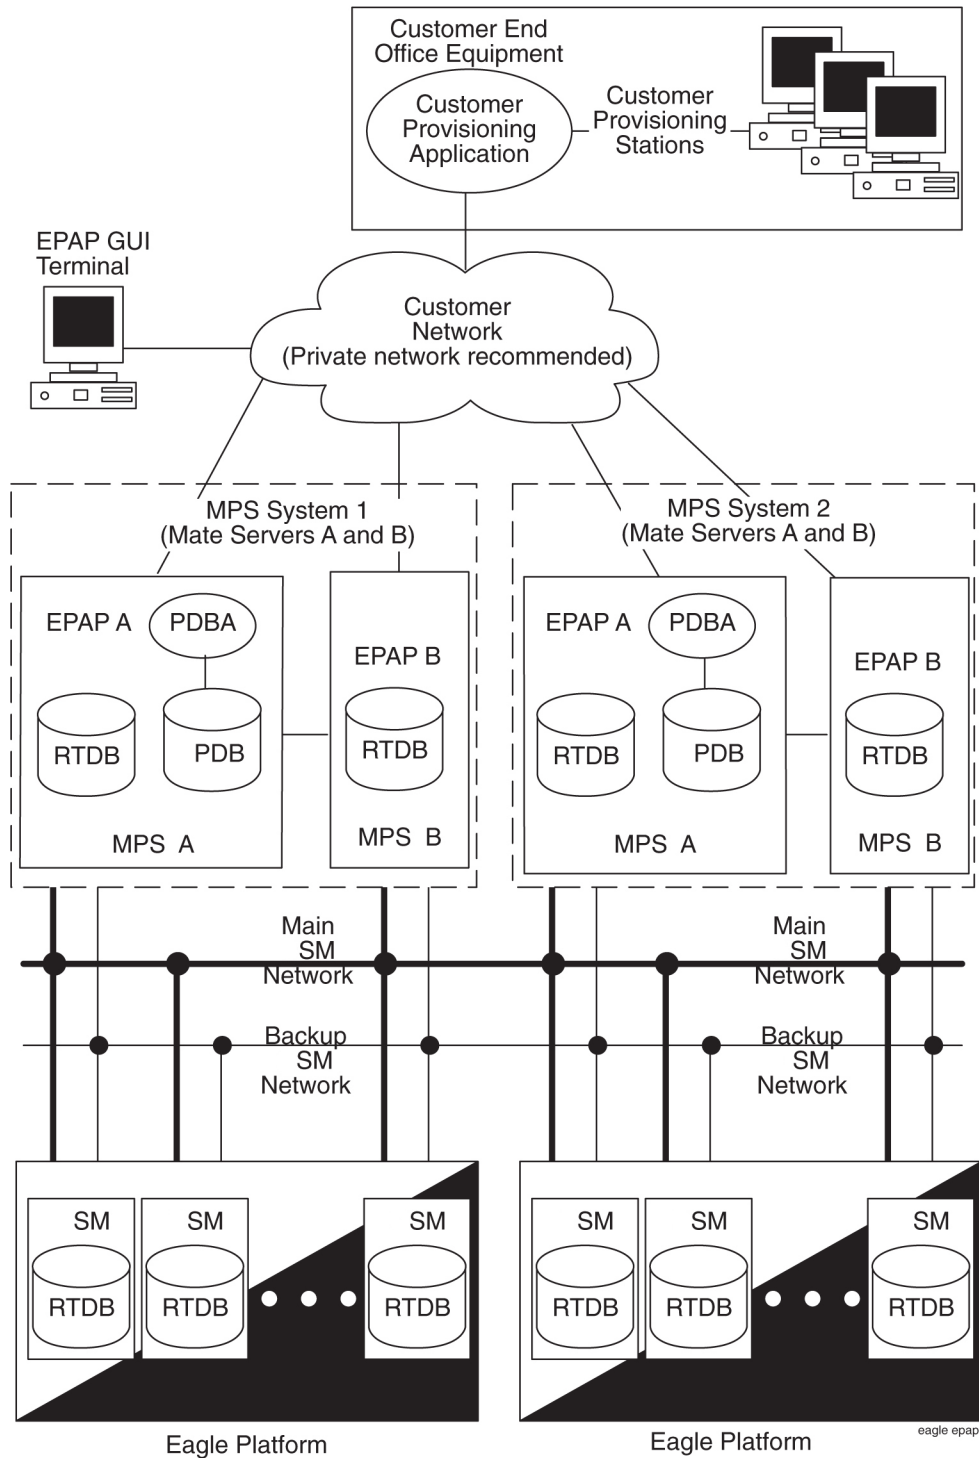 Customer End
Office Equipment
Customer
Provisioning
Application
Customer
Provisioning
Stations
EPAP GUI
Terminal
Customer
Network
(Private network recommended)
MPS System 1
(Mate Servers A and B)
EPAP A
PDBA
RTDB
PDB
MPS A
EPAP B
RTDB
MPS B
MPS System 2
(Mate Servers A and B)
EPAP A
PDBA
RTDB
PDB
MPS A
EPAP B
RTDB
MPS B
Main
SM
Network
Main
SM
Network
Backup
SM
Network
Backup
SM
Network
SM
RTDB
SM
RTDB
SM
RTDB
Eagle Platform
SM
RTDB
SM
RTDB
SM
RTDB
Eagle Platform
eagle epap